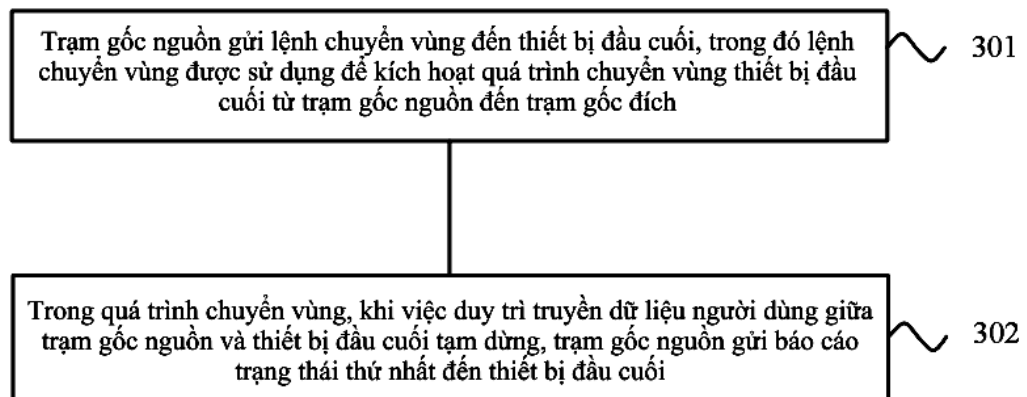 Trạm gốc nguồn gửi lệnh chuyển vùng đến thiết bị đầu cuối, trong đó lệnh
chuyển vùng được sử dụng để kích hoạt quá trình chuyển vùng thiết bị đầu
cuối từ trạm gốc nguồn đến trạm gốc đích
301
Trong quá trình chuyển vùng, khi việc duy trì truyền dữ liệu người dùng giữa
trạm gốc nguồn và thiết bị đầu cuối tạm dừng, trạm gốc nguồn gửi báo cáo
trạng thái thứ nhất đến thiết bị đầu cuối
302